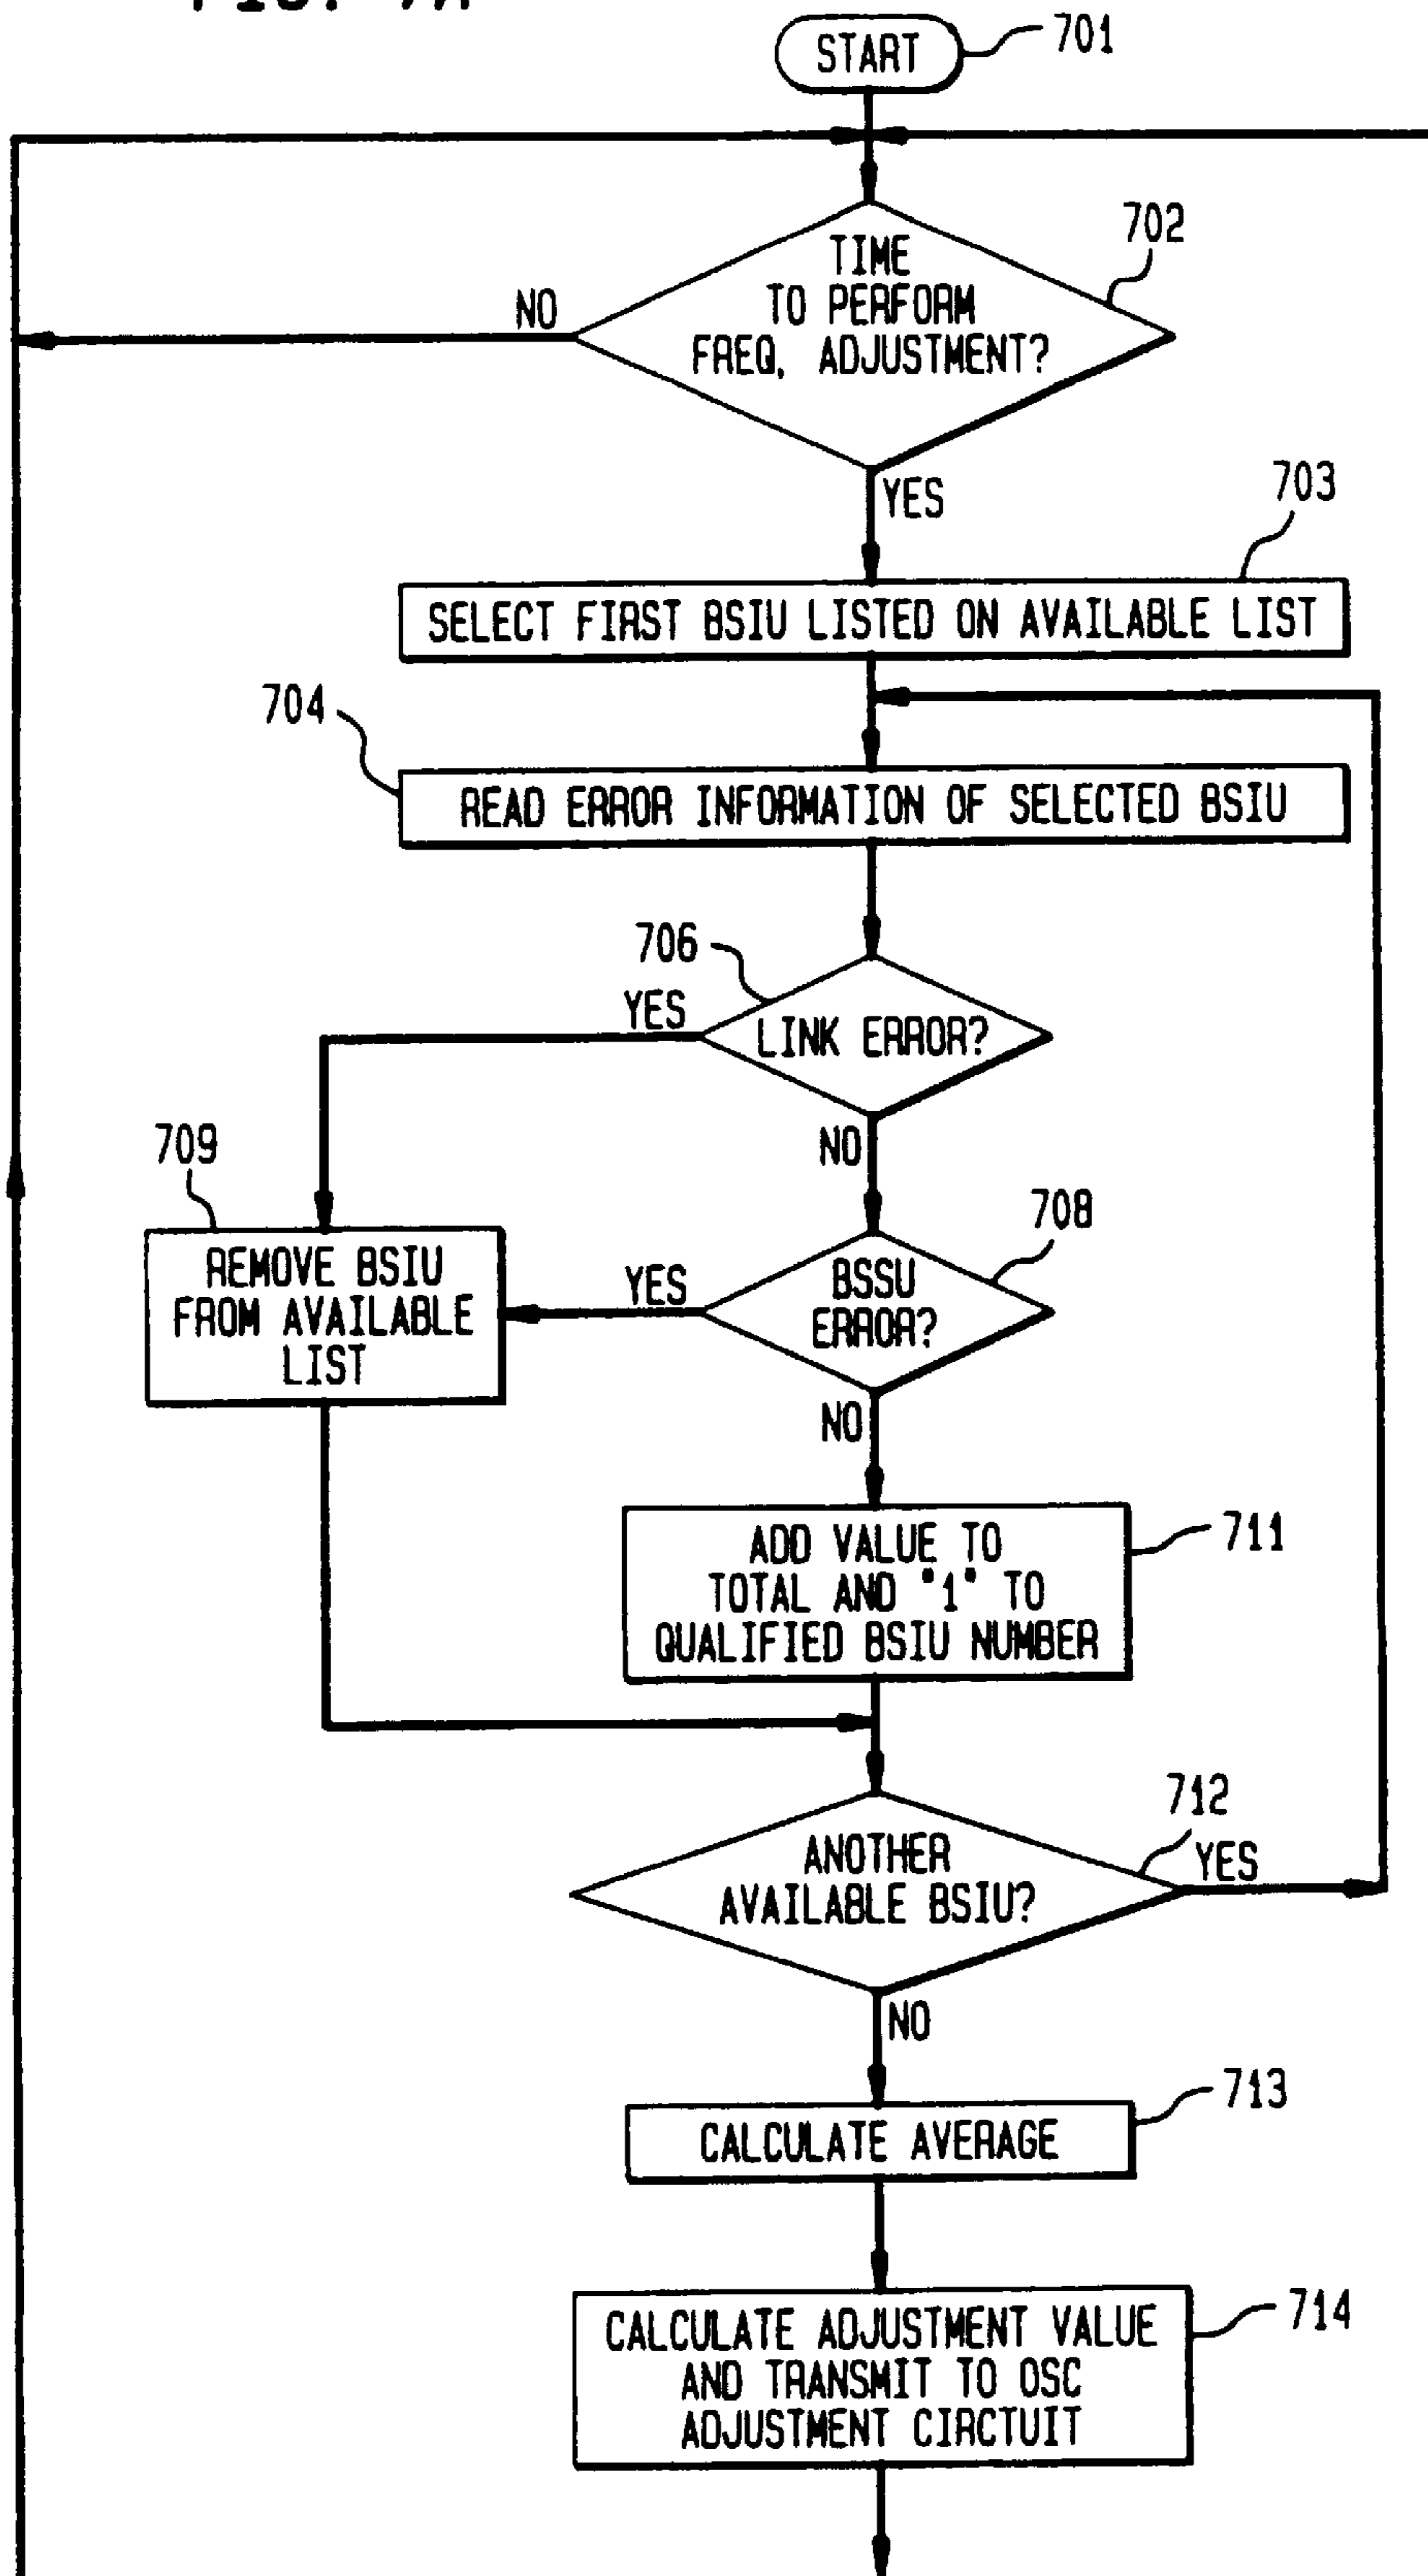 FIG. 7A
START
701
702
TIME
TO PERFORM
FREQ. ADJUSTMENT?
NO
YES
703
SELECT FIRST BSIU LISTED ON AVAILABLE LIST
704
READ ERROR INFORMATION OF SELECTED BSIU
706
YES
LINK ERROR?
NO
709
708
REMOVE BSIU
FROM AVAILABLE
LIST
YES
BSSU
ERROR?
NO
ADD VALUE TO
TOTAL AND "1" TO
QUALIFIED BSIU NUMBER
711
712
ANOTHER
AVAILABLE BSIU?
YES
NO
713
CALCULATE AVERAGE
714
CALCULATE ADJUSTMENT VALUE
AND TRANSMIT TO OSC
ADJUSTMENT CIRCTUIT